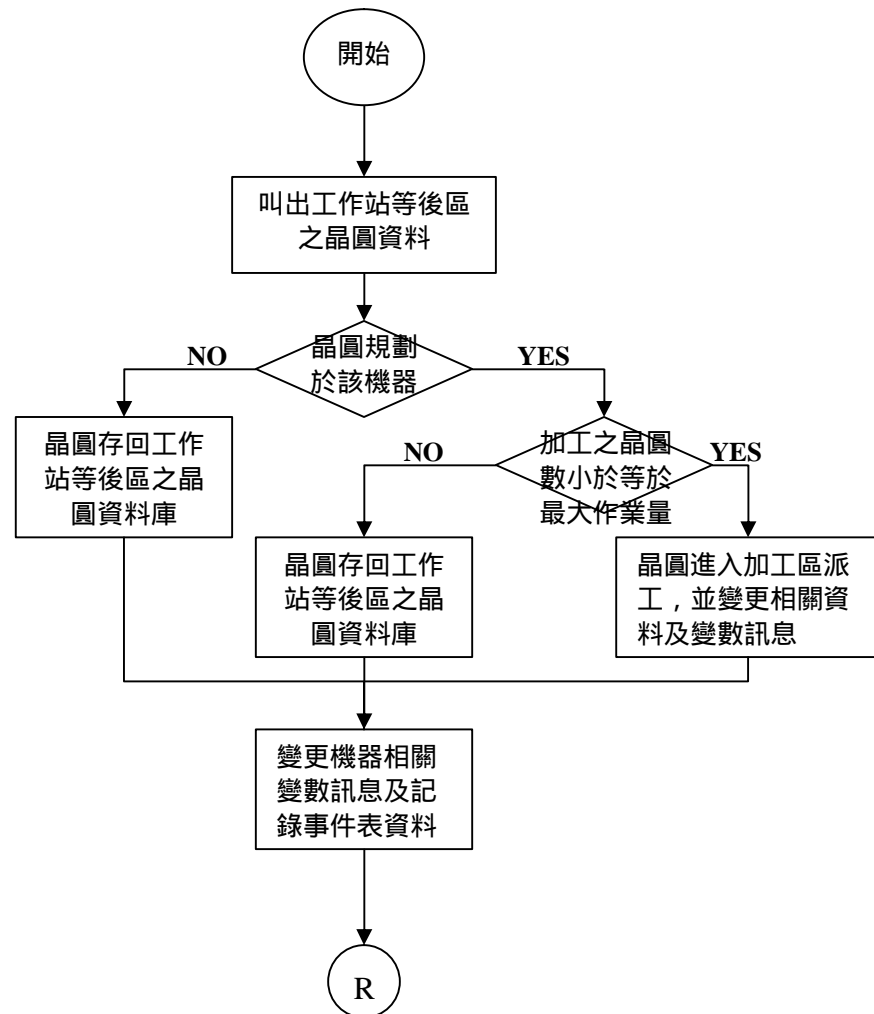 開始
叫出工作站等後區
之晶圓資料
晶圓規劃
於該機器
NO
YES
晶圓存回工作
站等後區之晶
圓資料庫
加工之晶圓
數小於等於
最大作業量
NO
YES
晶圓存回工作
站等後區之晶
圓資料庫
晶圓進入加工區派
工，並變更相關資
料及變數訊息
變更機器相關
變數訊息及記
錄事件表資料
R